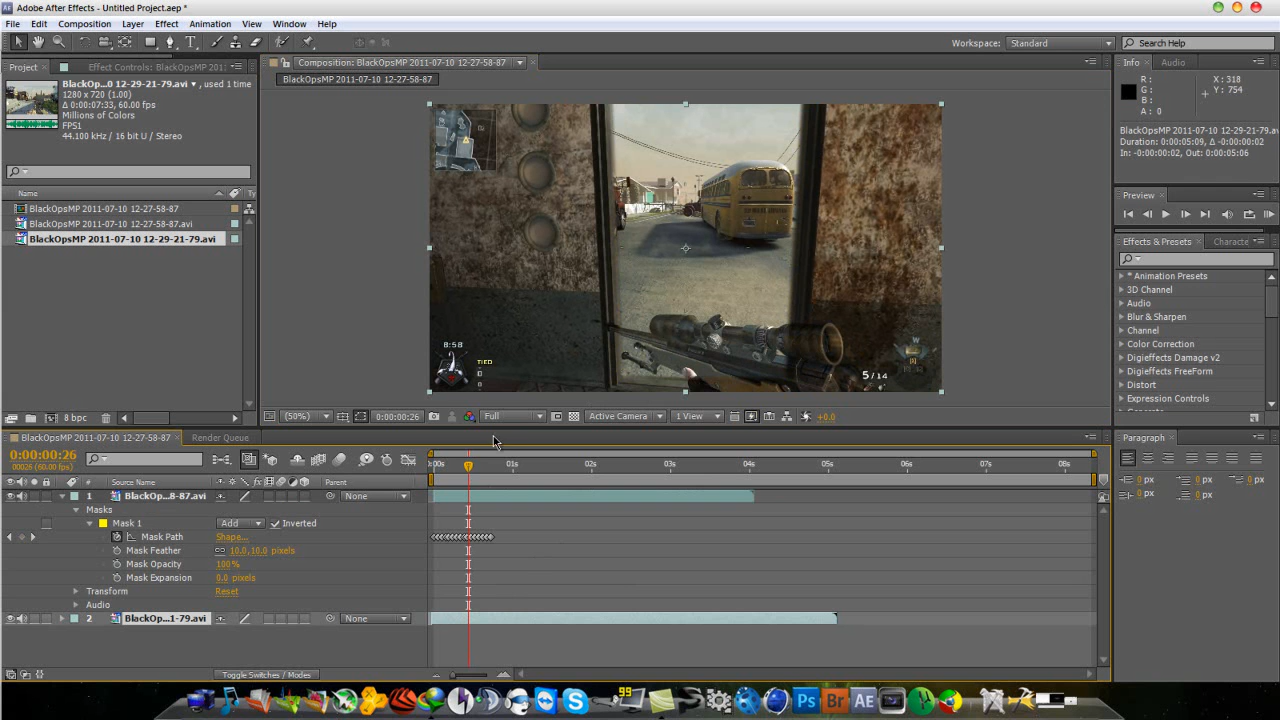 Adobe After Effects - Untitled Project.aep *
File Edit Composition Layer Effect Animation View Window Help
Workspace: Standard Search Help
Project Effect Controls: BlackOpsMP 201
Composition: BlackOpsMP 2011-07-10 12-27-58-87
Info Audio
BlackOp...0 12-29-21-79.avi ▼, used 1 time
1280 x 720 (1.00)
Δ 0:00:07:33, 60.00 fps
Millions of Colors
FPS1
44.100 kHz / 16 bit U / Stereo
BlackOpsMP 2011-07-10 12-27-58-87
R: X: 318
G: Y: 754
B:
A: 0
BlackOpsMP 2011-07-10 12-29-21-79.av
Duration: 0:00:05:09, Δ -0:00:00:02
In: -0:00:00:02, Out: 0:00:05:06
Name Ty
BlackOpsMP 2011-07-10 12-27-58-87
BlackOpsMP 2011-07-10 12-27-58-87.avi
BlackOpsMP 2011-07-10 12-29-21-79.avi
Preview
Effects & Presets Characte
* Animation Presets
3D Channel
Audio
Blur & Sharpen
Channel
Color Correction
Digieffects Damage v2
Digieffects FreeForm
Distort
Expression Controls
8:58
TIED
0
0
W
5/14
8 bpc
(50%) 0:00:00:26 Full Active Camera 1 View +0.0
BlackOpsMP 2011-07-10 12-27-58-87 Render Queue
Paragraph
0:00:00:26
00026 (60.00 fps)
0:00s 01s 02s 03s 04s 05s 06s 07s 08s
# Source Name Parent
1 BlackOp...8-87.avi None
Masks
Mask 1 Add Inverted
Mask Path Shape...
Mask Feather 10.0,10.0 pixels
Mask Opacity 100%
Mask Expansion 0.0 pixels
Transform Reset
Audio
2 BlackOp...1-79.avi None
0 px 0 px 0 px
0 px 0 px
Toggle Switches / Modes
99 Ps Br AE